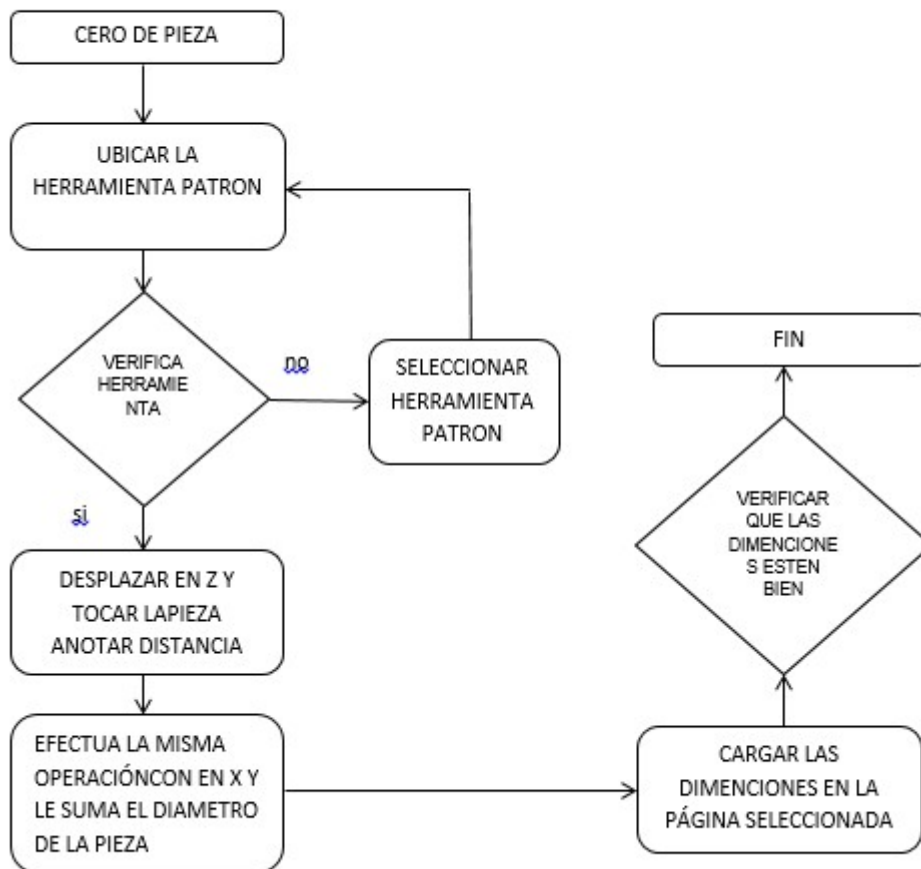 CERO DE PIEZA
UBICAR LA
HERRAMIENTA PATRON
VERIFICA
HERRAMIE
NTA
no
SELECCIONAR
HERRAMIENTA
PATRON
si
DESPLAZAR EN Z Y
TOCAR LAPIEZA
ANOTAR DISTANCIA
EFECTUA LA MISMA
OPERACIÓNCON EN X Y
LE SUMA EL DIAMETRO
DE LA PIEZA
CARGAR LAS
DIMENCIONES EN LA
PÁGINA SELECCIONADA
VERIFICAR
QUE LAS
DIMENCIONE
S ESTEN
BIEN
FIN